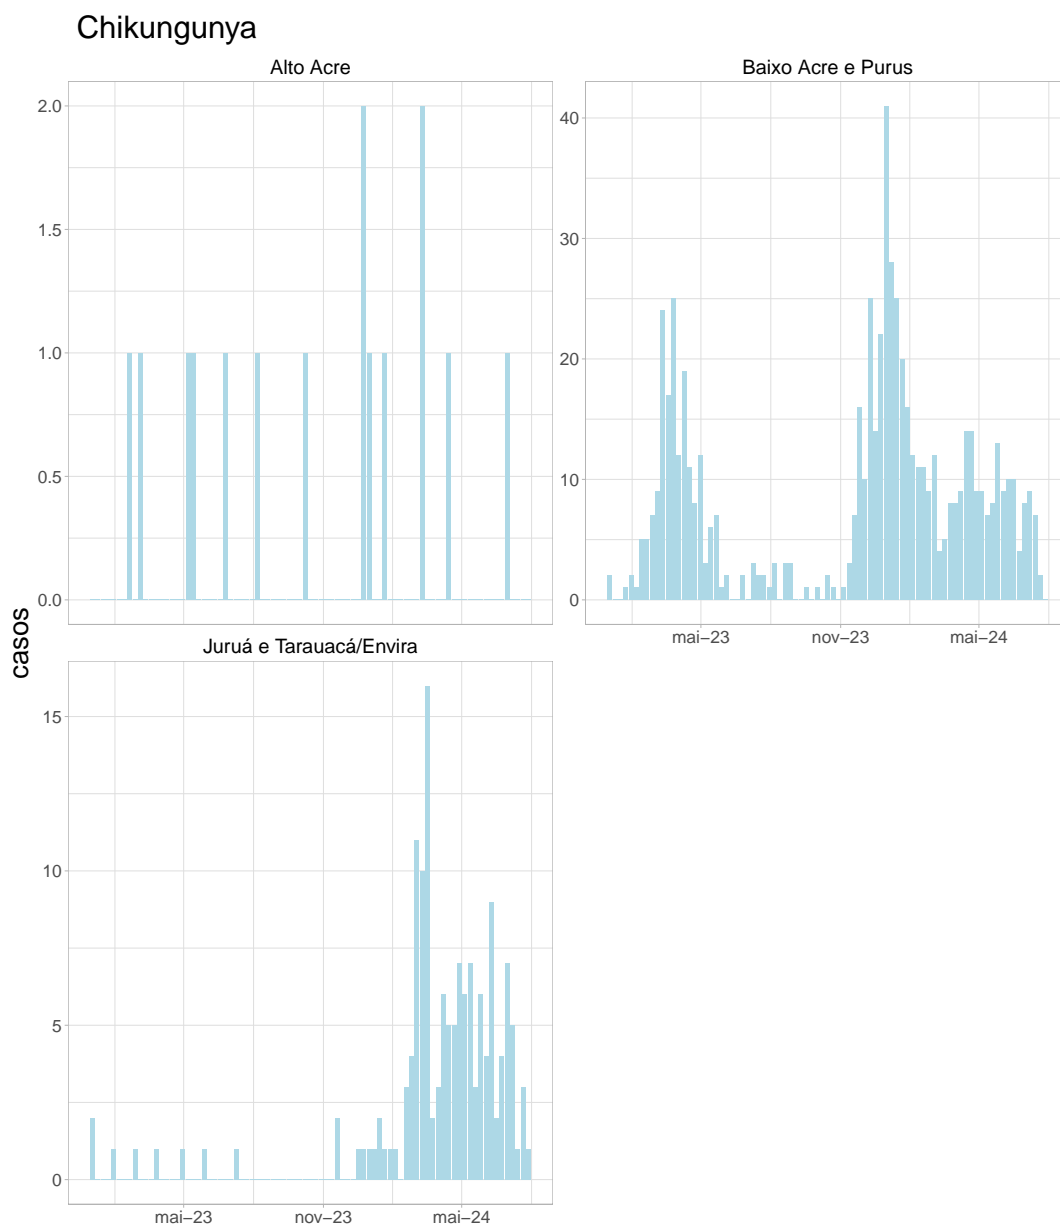 Chikungunya
Alto Acre
Baixo Acre e Purus
2.0
1.5
1.0
0.5
0.0
40
30
20
10
0
mai−23
nov−23
mai−24
casos
Juruá e Tarauacá/Envira
15
10
5
0
mai−23
nov−23
mai−24